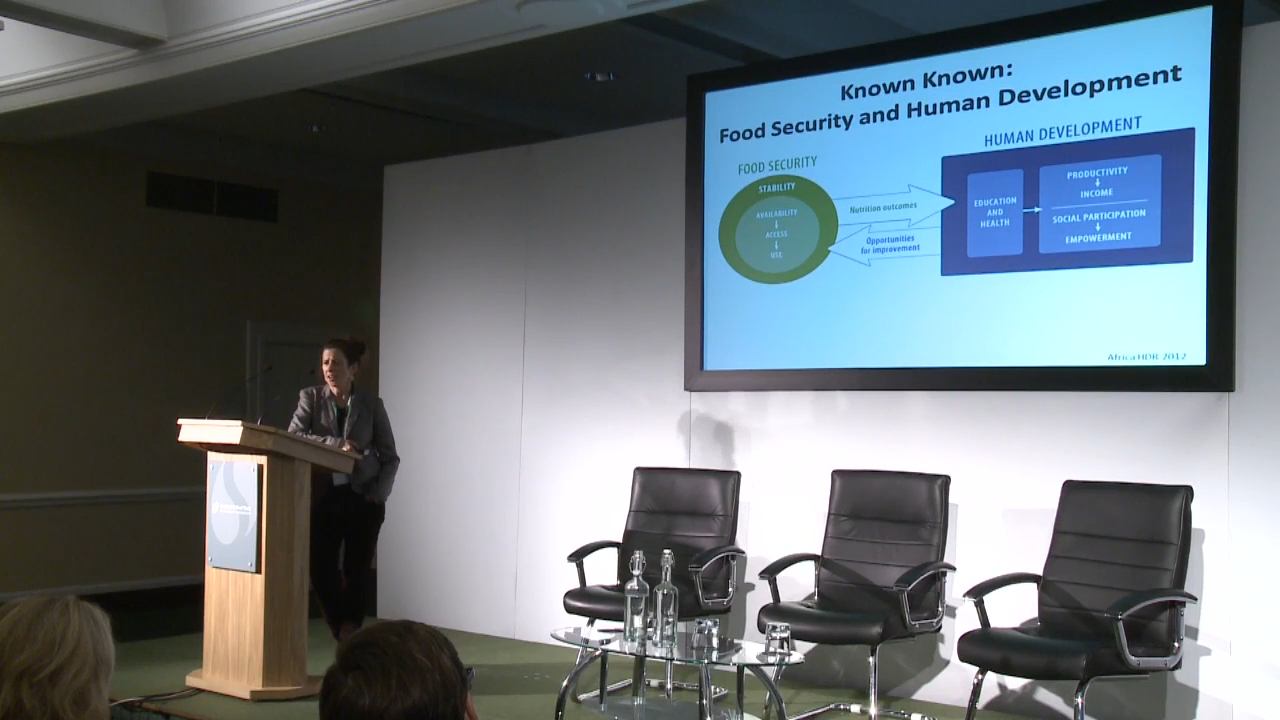 Known Known:
Food Security and Human Development
FOOD SECURITY
STABILITY
AVAILABILITY
ACCESS
USE
Nutrition outcomes
Opportunities
for improvement
HUMAN DEVELOPMENT
EDUCATION
AND
HEALTH
PRODUCTIVITY
INCOME
SOCIAL PARTICIPATION
EMPOWERMENT
Africa HDR 2012